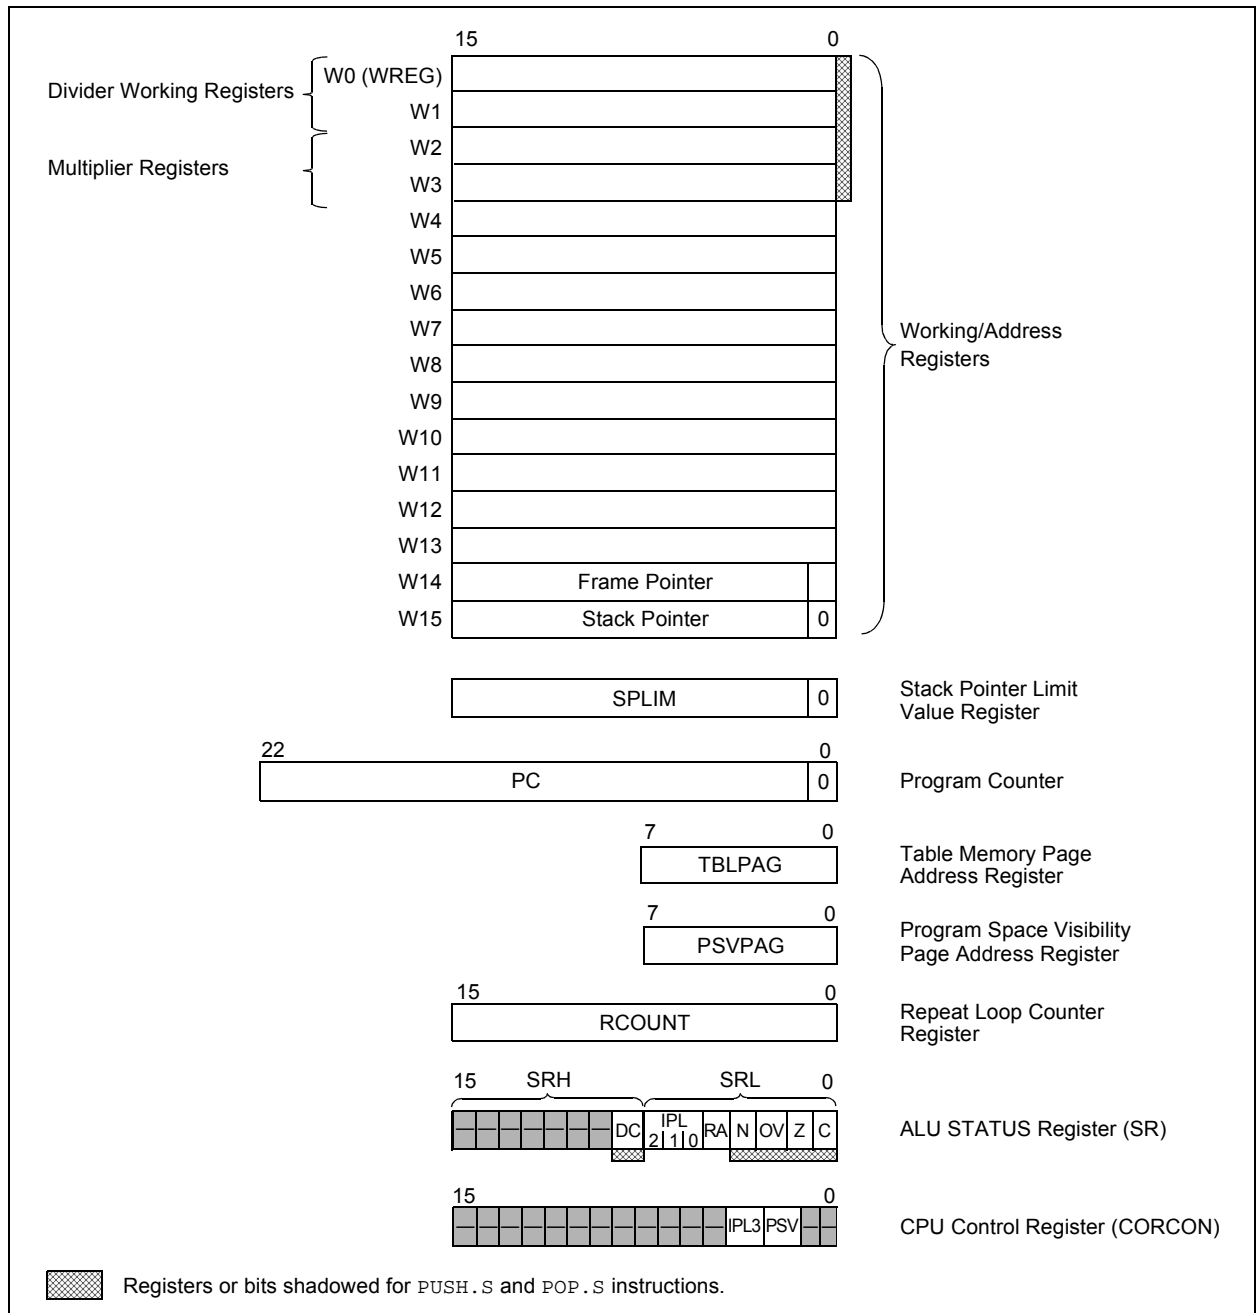 15 0
W0 (WREG)
Divider Working Registers
W1
W2
Multiplier Registers
W3
W4
W5
W6
W7
Working/Address
Registers
W8
W9
W10
W11
W12
W13
W14 Frame Pointer
W15 Stack Pointer 0
SPLIM 0
Stack Pointer Limit
Value Register
22 0
PC 0 Program Counter
7 0
TBLPAG
Table Memory Page
Address Register
7 0
PSVPAG
Program Space Visibility
Page Address Register
15 0
RCOUNT
Repeat Loop Counter
Register
15 SRH SRL 0
— — — — — — — DC IPL 2 1 0 RA N OV Z C ALU STATUS Register (SR)
15 0
— — — — — — — — — — — — IPL3 PSV — — CPU Control Register (CORCON)
Registers or bits shadowed for PUSH.S and POP.S instructions.